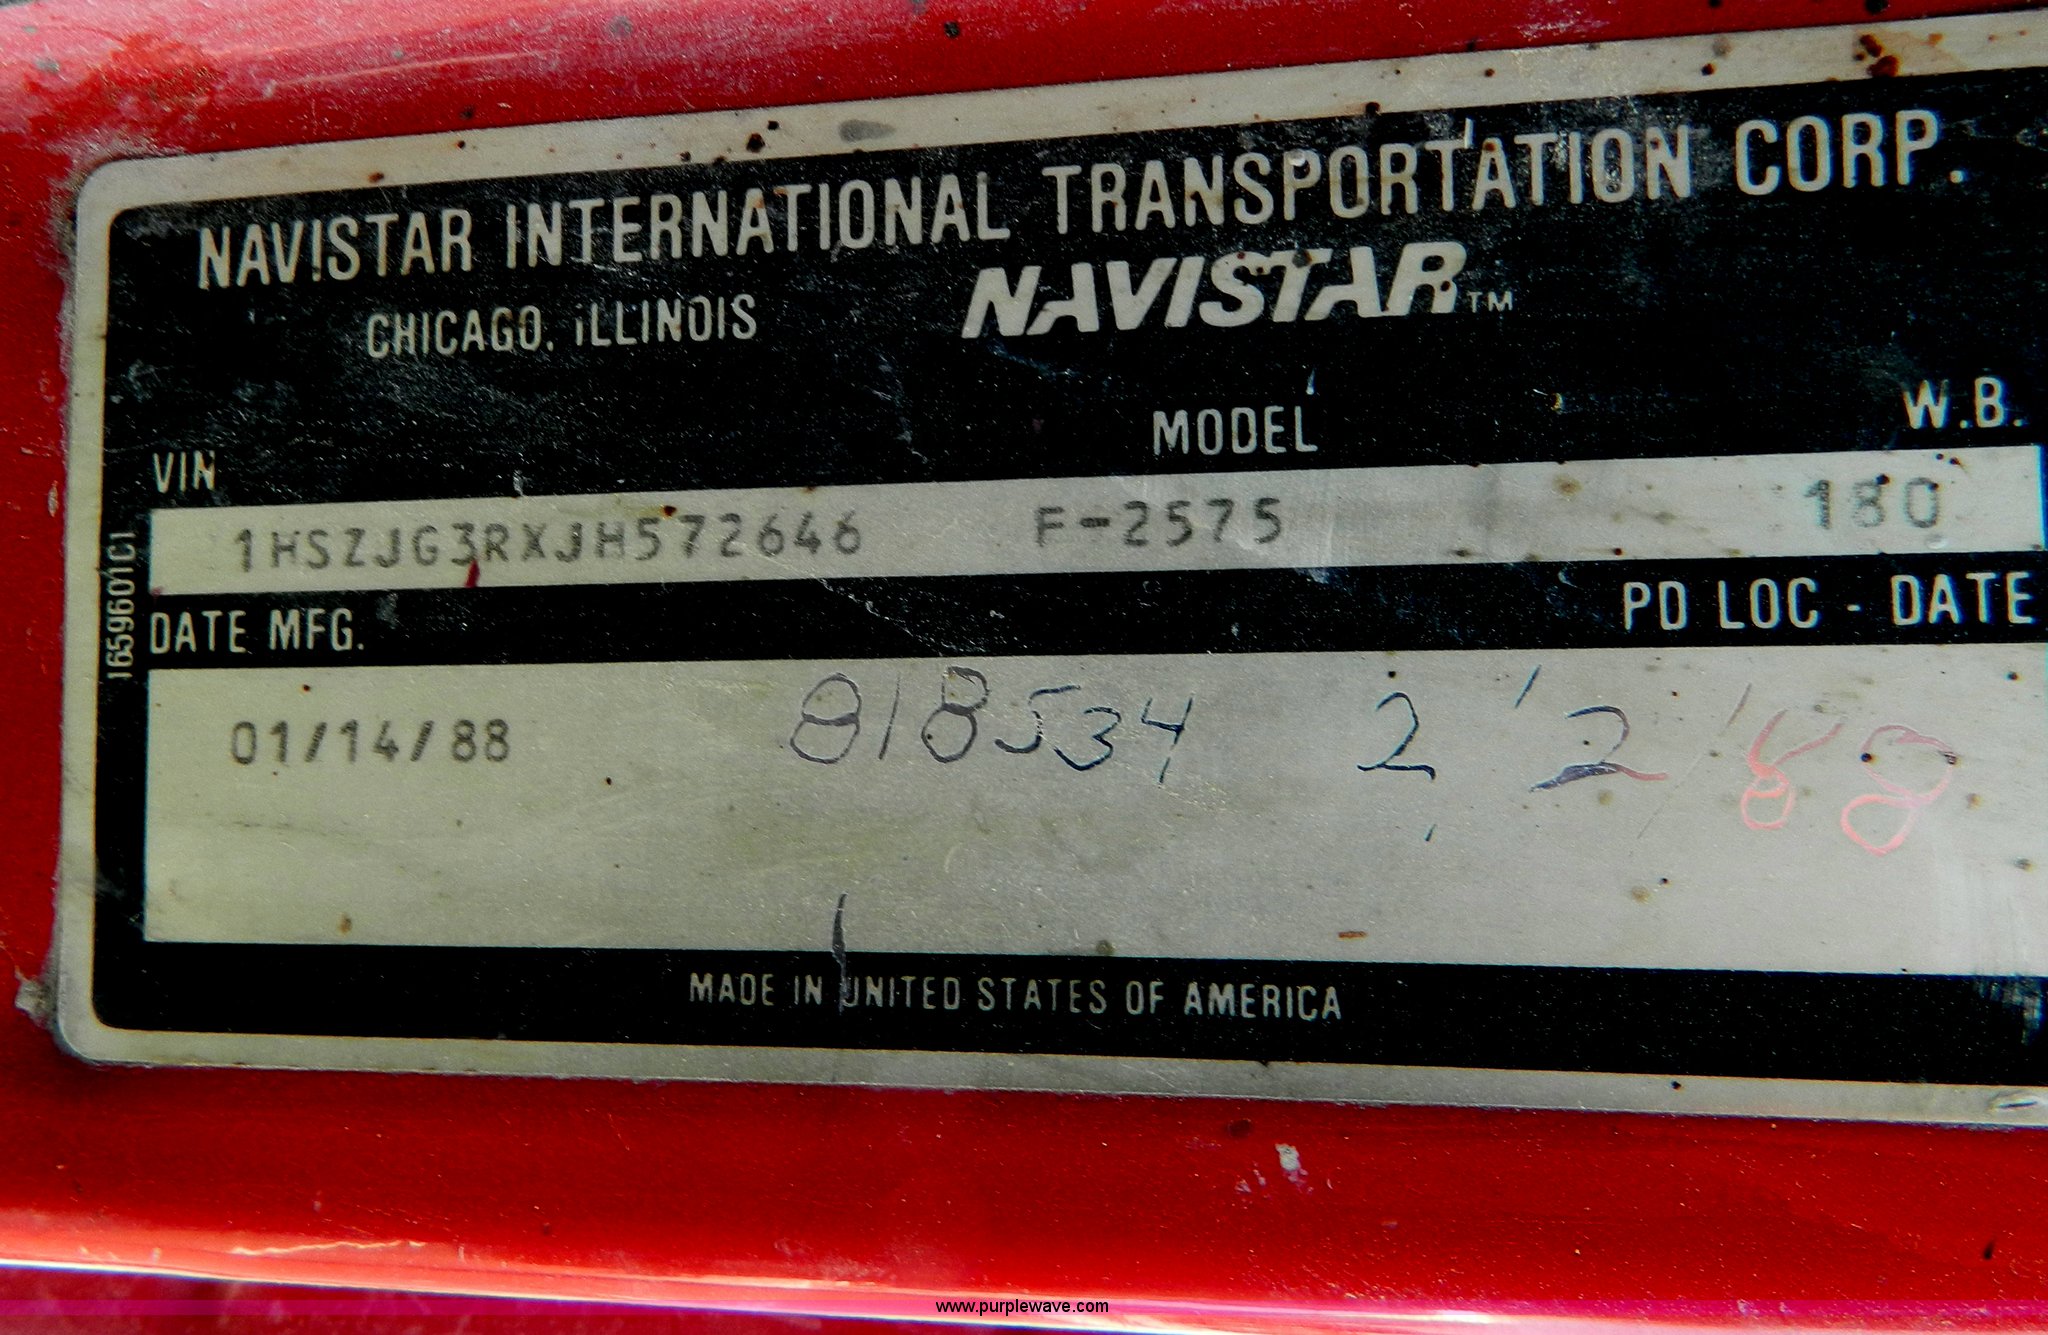 NAVISTAR INTERNATIONAL TRANSPORTATION CORP.
CHICAGO, ILLINOIS NAVISTAR™
VIN MODEL W.B.
1HSZJG3RXJH572646 F-2575 180
DATE MFG. PD LOC - DATE
01/14/88 818534 2'2'88
MADE IN UNITED STATES OF AMERICA
1659601C1
www.purplewave.com